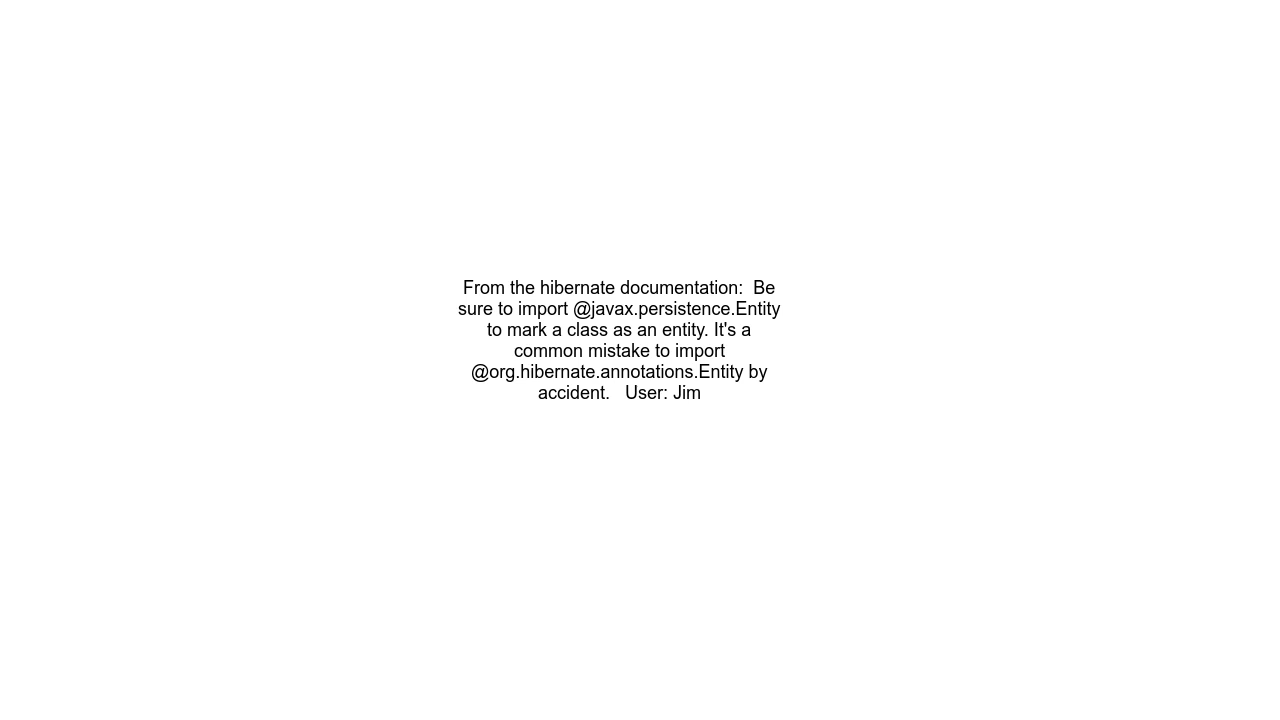 From the hibernate documentation:  Be
sure to import @javax.persistence.Entity
to mark a class as an entity. It's a
common mistake to import
@org.hibernate.annotations.Entity by
accident.   User: Jim